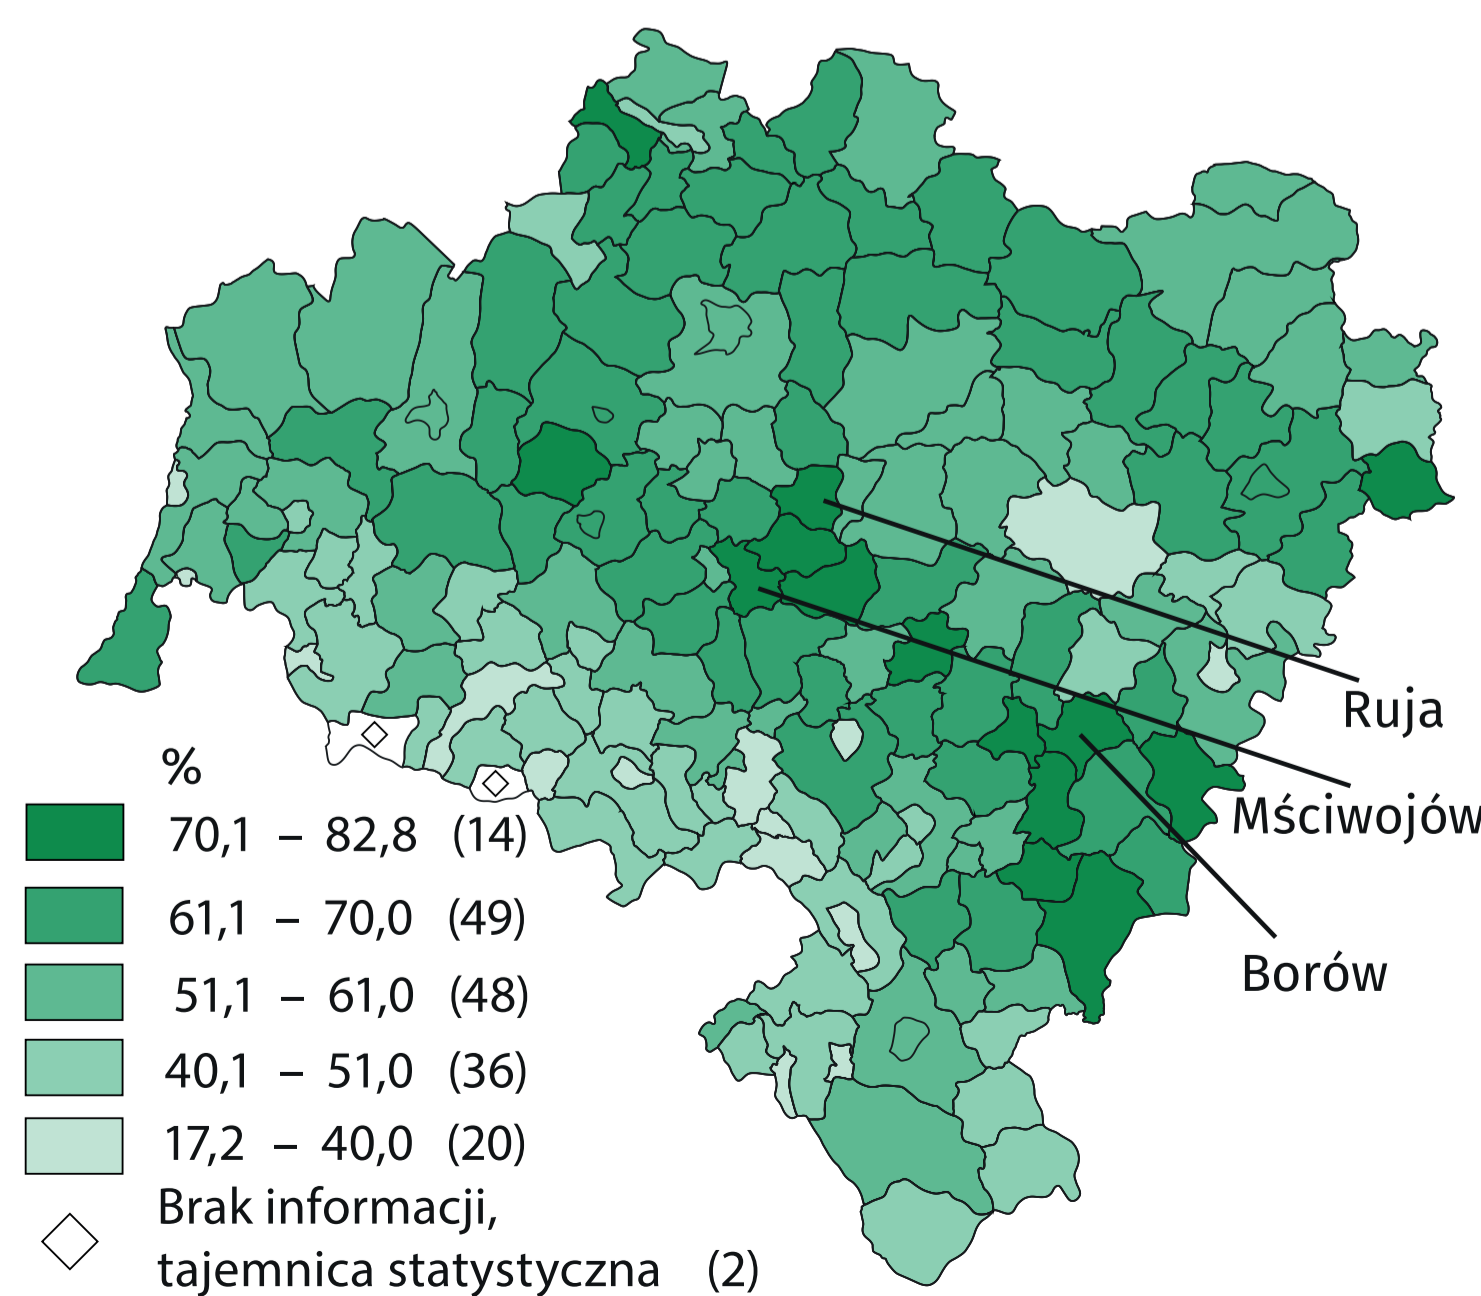 Ruja
Mściwojów
Borów
%
70,1 – 82,8 (14)
61,1 – 70,0 (49)
51,1 – 61,0 (48)
40,1 – 51,0 (36)
17,2 – 40,0 (20)
Brak informacji,
tajemnica statystyczna (2)